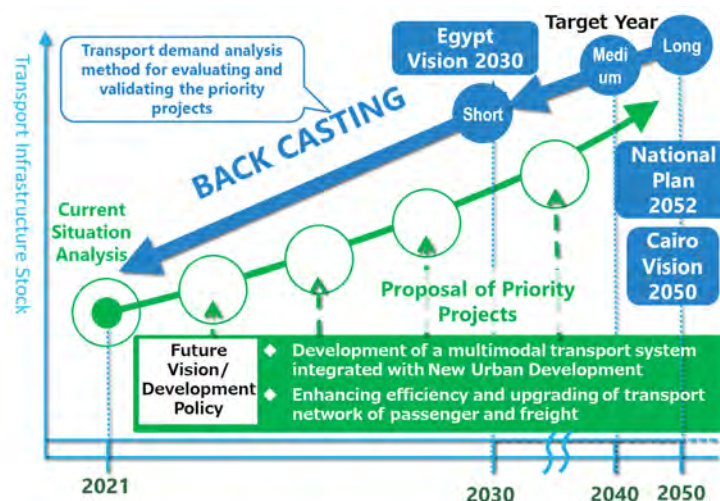 Target Year
Egypt
Vision 2030
Medi
um
Long
Transport demand analysis
method for evaluating and
validating the priority
projects
Short
BACK CASTING
Transport Infrastructure Stock
National
Plan
2052
Current
Situation
Analysis
Cairo
Vision
2050
Proposal of Priority
Projects
Future
Vision/
Development
Policy
◆ Development of a multimodal transport system
integrated with New Urban Development
◆ Enhancing efficiency and upgrading of transport
network of passenger and freight
2021
2030
2040
2050